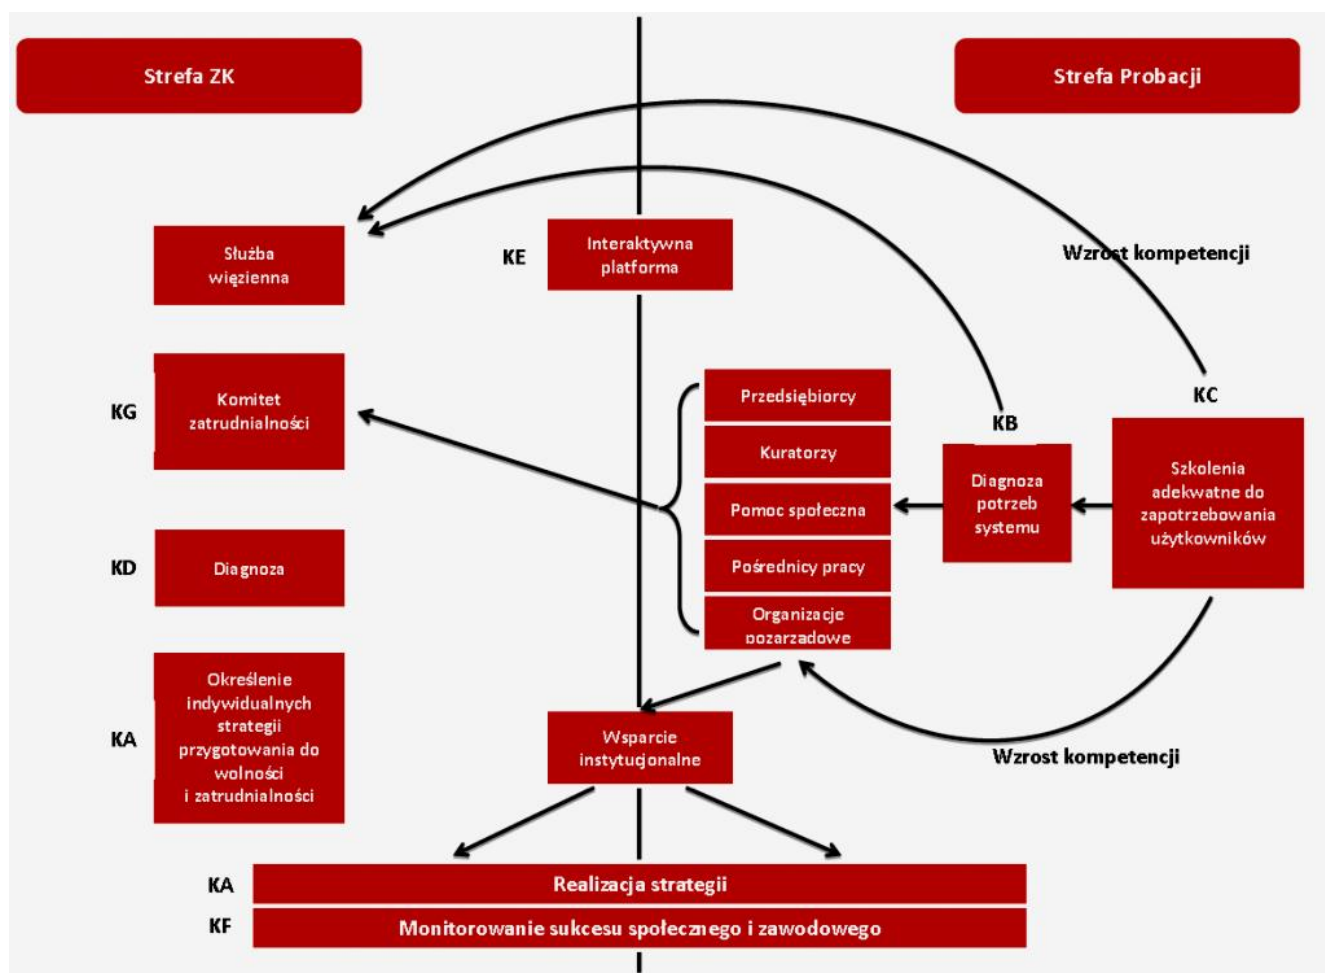 Strefa ZK
Strefa Probacji
Służba
więzienna
KE
Interaktywna
platforma
Wzrost kompetencji
KG
Komitet
zatrudnialności
Przedsiębiorcy
Kuratorzy
Pomoc społeczna
Pośrednicy pracy
Organizacje
pozarządowe
KB
Diagnoza
potrzeb
systemu
KC
Szkolenia
adekwatne do
zapotrzebowania
użytkowników
KD
Diagnoza
KA
Określenie
indywidualnych
strategii
przygotowania do
wolności
i zatrudnialności
Wsparcie
instytucjonalne
Wzrost kompetencji
KA
Realizacja strategii
KF
Monitorowanie sukcesu społecznego i zawodowego